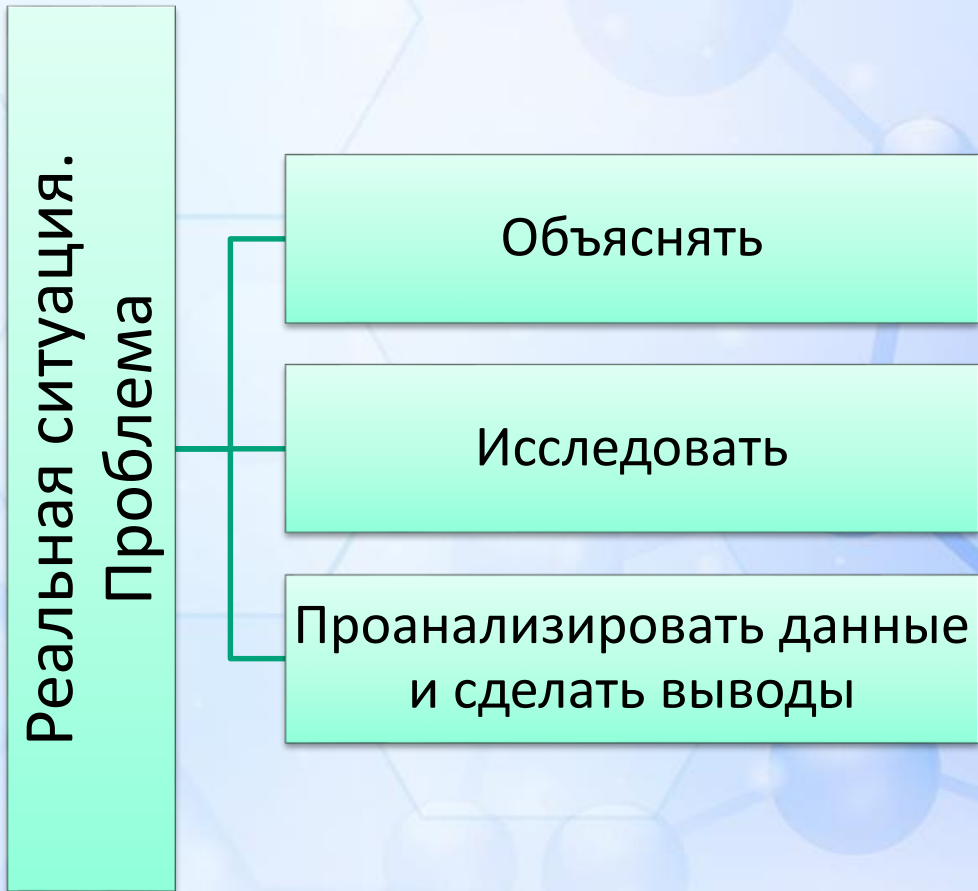 Реальная ситуация.
Проблема
Объяснять
Исследовать
Проанализировать данные
и сделать выводы